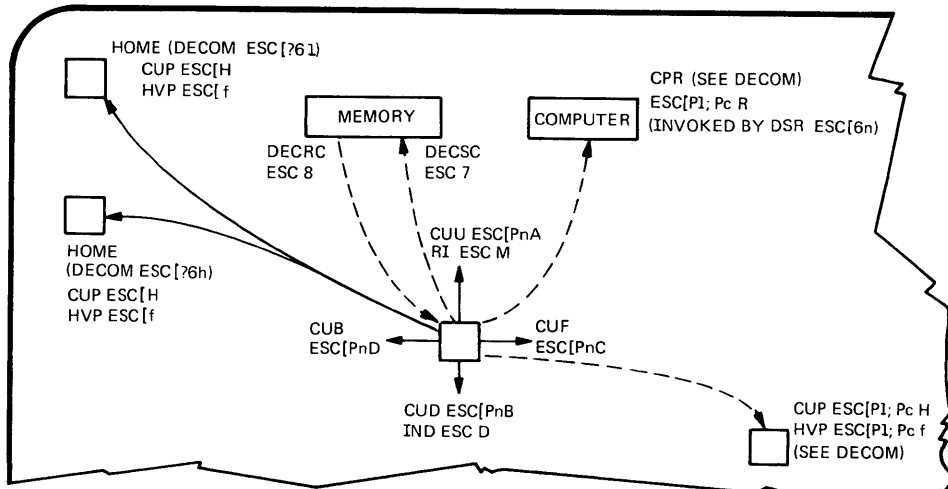 HOME (DECOM ESC[?6l)
CUP ESC[H
HVP ESC[f
MEMORY
CPR (SEE DECOM)
ESC[Pl; Pc R
(INVOKED BY DSR ESC[6n)
COMPUTER
DECRC
ESC 8
DECSC
ESC 7
HOME
(DECOM ESC[?6h)
CUP ESC[H
HVP ESC[f
CUU ESC[PnA
RI ESC M
CUB
ESC[PnD
CUF
ESC[PnC
CUD ESC[PnB
IND ESC D
CUP ESC[Pl; Pc H
HVP ESC[Pl; Pc f
(SEE DECOM)